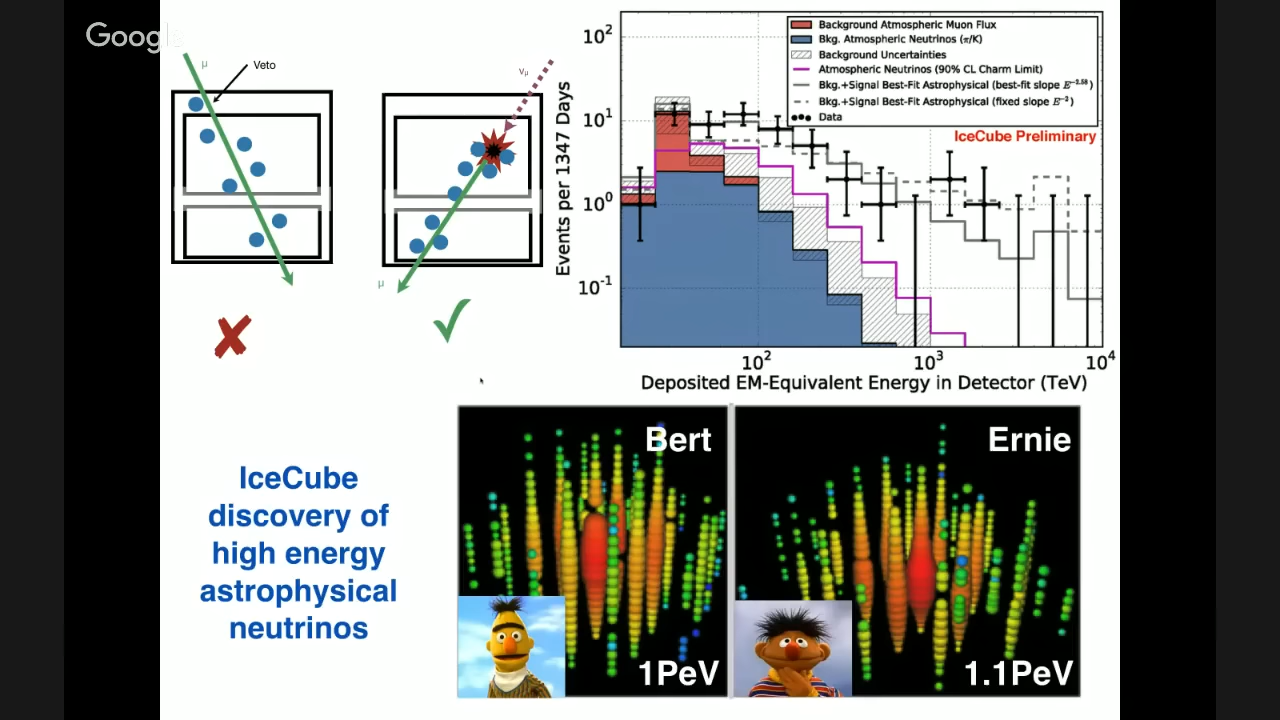 Google
μ
Veto
νμ
μ
Events per 1347 Days
10²
10¹
10⁰
10⁻¹
Background Atmospheric Muon Flux
Bkg. Atmospheric Neutrinos (π/K)
Background Uncertainties
Atmospheric Neutrinos (90% CL Charm Limit)
Bkg.+Signal Best-Fit Astrophysical (best-fit slope E⁻²·⁵⁸)
Bkg.+Signal Best-Fit Astrophysical (fixed slope E⁻²)
Data
IceCube Preliminary
10² 10³ 10⁴
Deposited EM-Equivalent Energy in Detector (TeV)
IceCube
discovery of
high energy
astrophysical
neutrinos
Bert
1PeV
Ernie
1.1PeV